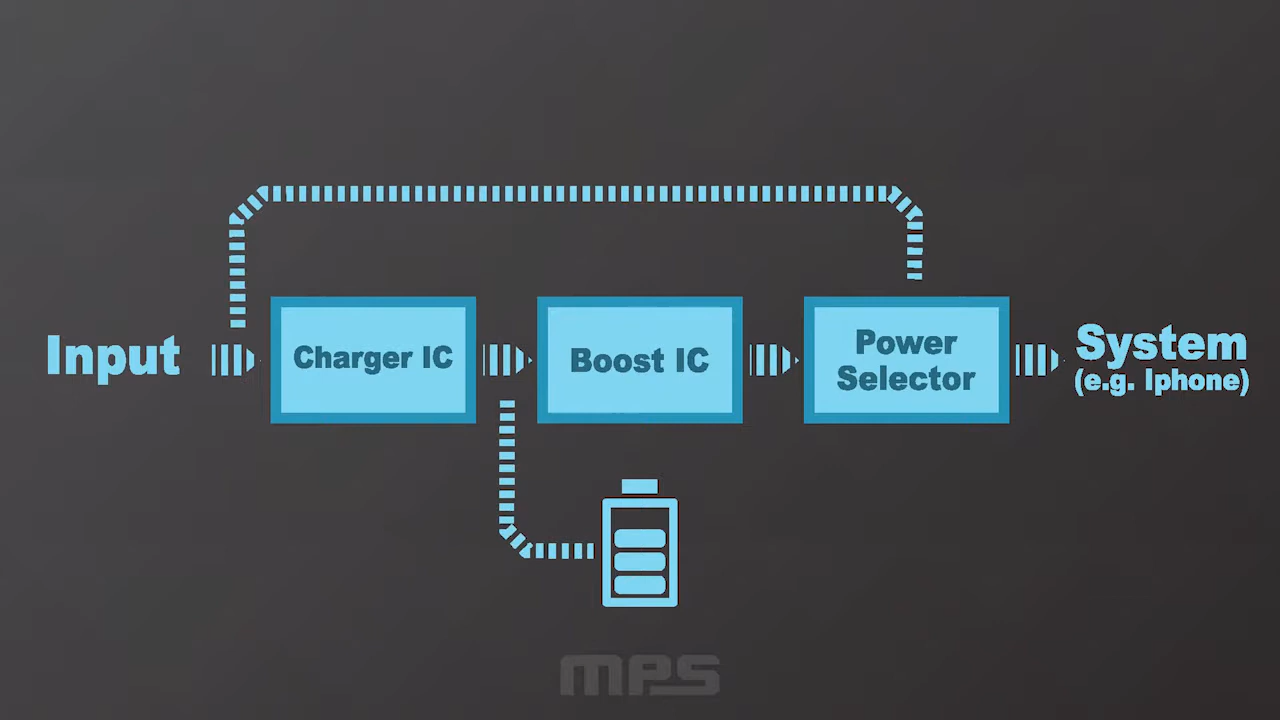 Input
Charger IC
Boost IC
Power
Selector
System
(e.g. Iphone)
mps